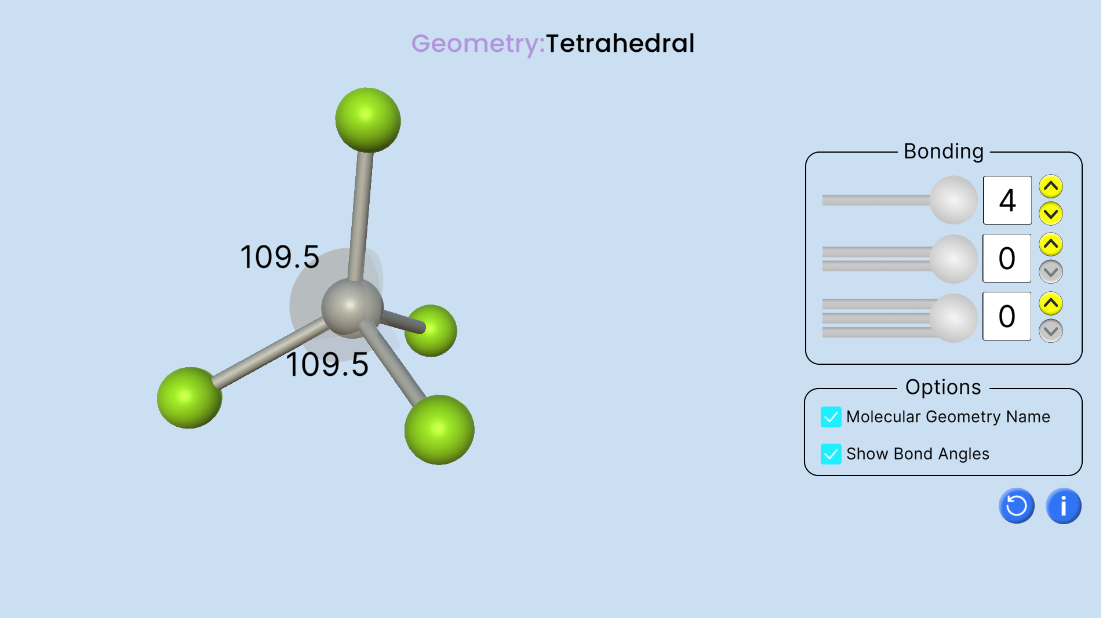 Geometry:Tetrahedral
109.5
109.5
Bonding
4
0
0
Options
Molecular Geometry Name
Show Bond Angles
i